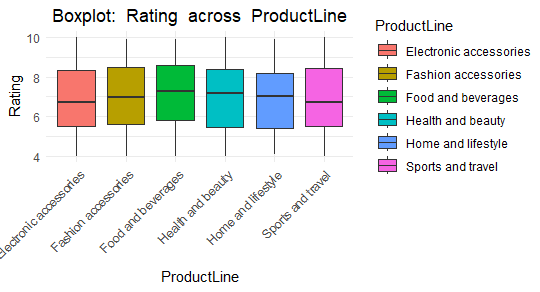 Boxplot: Rating across ProductLine
Rating
10
8
6
4
Electronic accessories
Fashion accessories
Food and beverages
Health and beauty
Home and lifestyle
Sports and travel
ProductLine
ProductLine
Electronic accessories
Fashion accessories
Food and beverages
Health and beauty
Home and lifestyle
Sports and travel